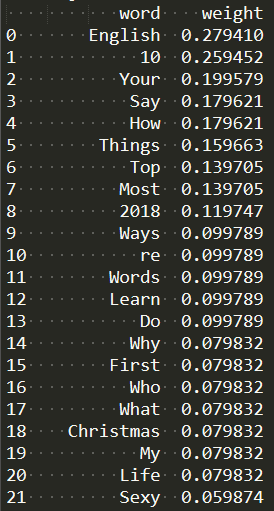 word weight
0 English 0.279410
1 10 0.259452
2 Your 0.199579
3 Say 0.179621
4 How 0.179621
5 Things 0.159663
6 Top 0.139705
7 Most 0.139705
8 2018 0.119747
9 Ways 0.099789
10 re 0.099789
11 Words 0.099789
12 Learn 0.099789
13 Do 0.099789
14 Why 0.079832
15 First 0.079832
16 Who 0.079832
17 What 0.079832
18 Christmas 0.079832
19 My 0.079832
20 Life 0.079832
21 Sexy 0.059874